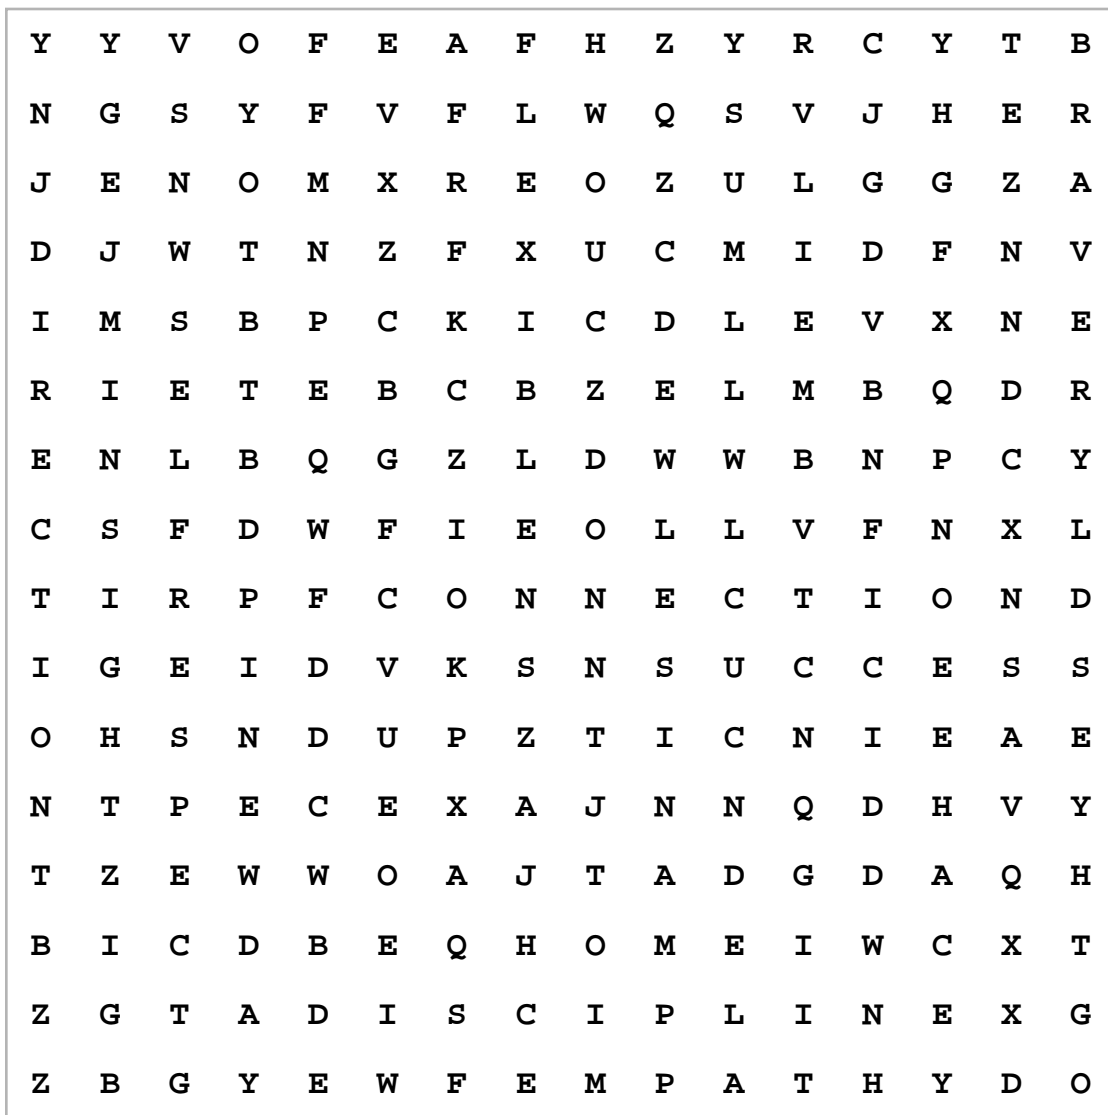 Y Y V O F E A F H Z Y R C Y T B
N G S Y F V F L W Q S V J H E R
J E N O M X R E O Z U L G G Z A
D J W T N Z F X U C M I D F N V
I M S B P C K I C D L E V X N E
R I E T E B C B Z E L M B Q D R
E N L B Q G Z L D W W B N P C Y
C S F D W F I E O L L V F N X L
T I R P F C O N N E C T I O N D
I G E I D V K S N S U C C E S S
O H S N D U P Z T I C N I E A E
N T P E C E X A J N N Q D H V Y
T Z E W W O A J T A D G D A Q H
B I C D B E Q H O M E I W C X T
Z G T A D I S C I P L I N E X G
Z B G Y E W F E M P A T H Y D O